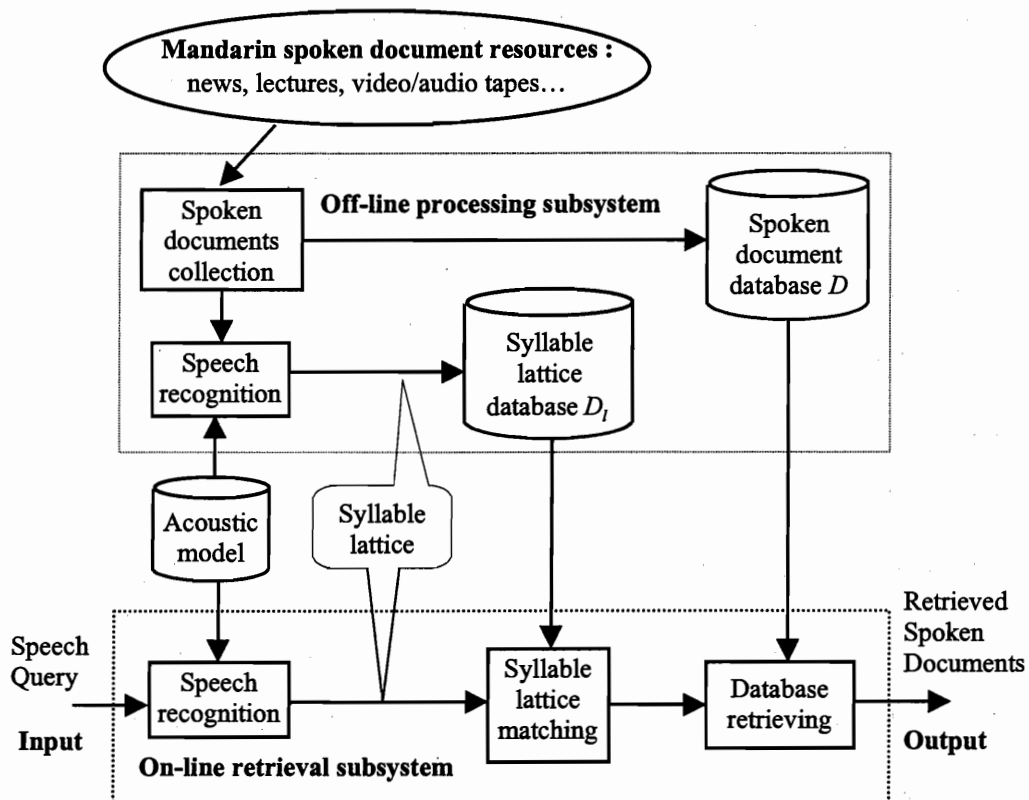 Mandarin spoken document resources :
news, lectures, video/audio tapes…
Off-line processing subsystem
Spoken
documents
collection
Spoken
document
database D
Speech
recognition
Syllable
lattice
database Dl
Acoustic
model
Syllable
lattice
Speech
Query
Input
Speech
recognition
Syllable
lattice
matching
Database
retrieving
Retrieved
Spoken
Documents
Output
On-line retrieval subsystem